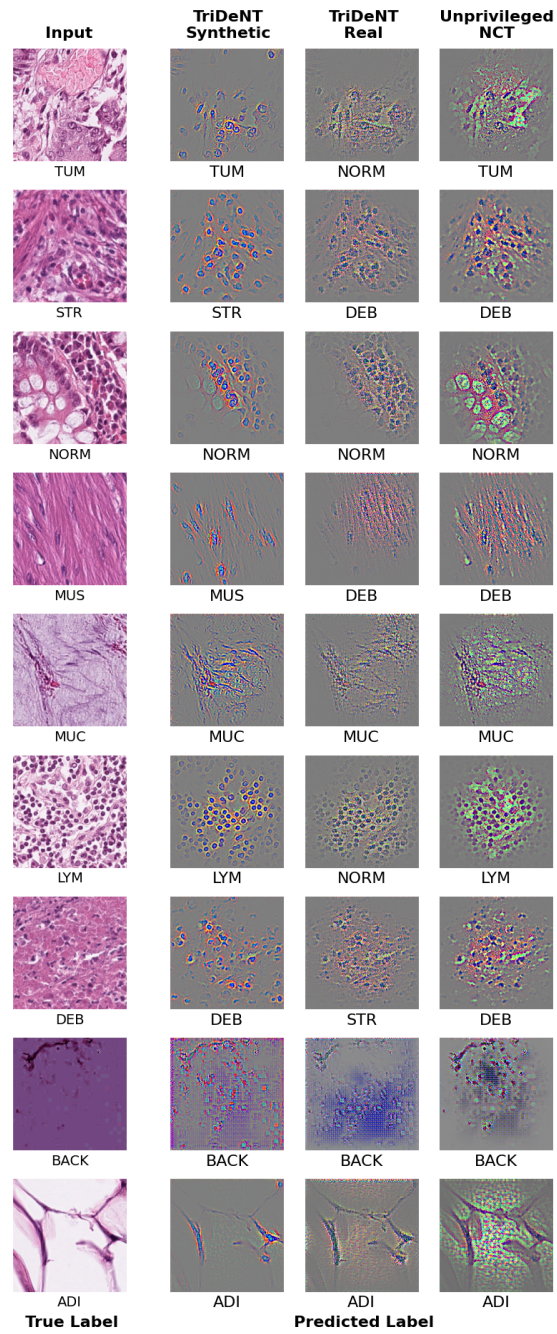 Input TriDeNT Synthetic TriDeNT Real Unprivileged NCT
TUM TUM NORM TUM
STR STR DEB DEB
NORM NORM NORM NORM
MUS MUS DEB DEB
MUC MUC MUC MUC
LYM LYM NORM LYM
DEB DEB STR DEB
BACK BACK BACK BACK
ADI ADI ADI ADI
True Label Predicted Label